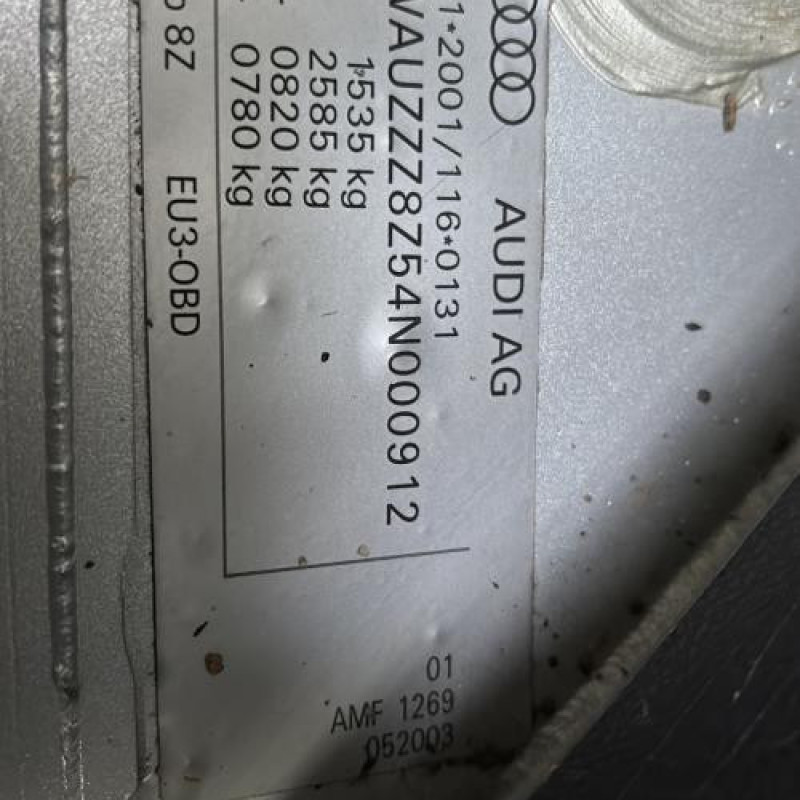 AUDI AG
1*2001/116*0131
WAUZZZ8Z54N000912
1535 kg
2585 kg
0820 kg
0780 kg
8Z EU3-OBD
01
AMF 1269
052003